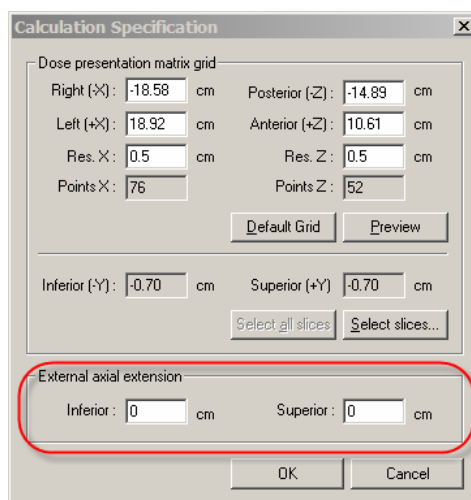 Calculation Specification
Dose presentation matrix grid
Right (-X) : -18.58 cm Posterior (-Z) : -14.89 cm
Left (+X) : 18.92 cm Anterior (+Z) : 10.61 cm
Res. X : 0.5 cm Res. Z : 0.5 cm
Points X : 76 Points Z : 52
Default Grid Preview
Inferior (-Y) : -0.70 cm Superior (+Y) -0.70 cm
Select all slices Select slices...
External axial extension
Inferior : 0 cm Superior : 0 cm
OK Cancel